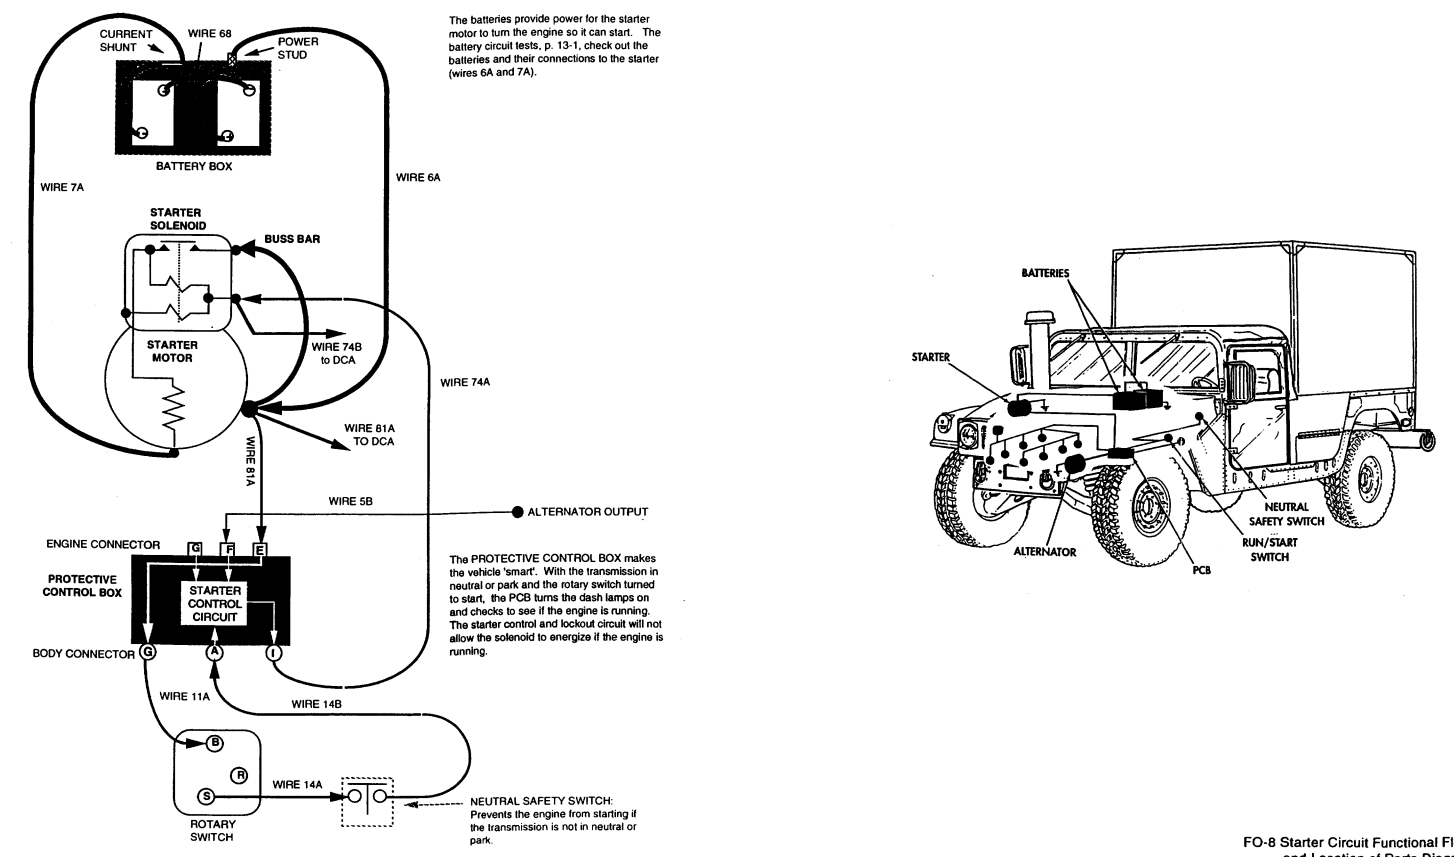 CURRENT
SHUNT
WIRE 68
POWER
STUD
The batteries provide power for the starter
motor to turn the engine so it can start. The
battery circuit tests, p. 13-1, check out the
batteries and their connections to the starter
(wires 6A and 7A).
BATTERY BOX
WIRE 7A
WIRE 6A
STARTER
SOLENOID
BUSS BAR
STARTER
MOTOR
WIRE 74B
to DCA
WIRE 74A
WIRE 81A
TO DCA
WIRE 81A
WIRE 5B
ALTERNATOR OUTPUT
ENGINE CONNECTOR
G F E
PROTECTIVE
CONTROL BOX
STARTER
CONTROL
CIRCUIT
The PROTECTIVE CONTROL BOX makes
the vehicle 'smart'. With the transmission in
neutral or park and the rotary switch turned
to start, the PCB turns the dash lamps on
and checks to see if the engine is running.
The starter control and lockout circuit will not
allow the solenoid to energize if the engine is
running.
BODY CONNECTOR
G A I
WIRE 11A
WIRE 14B
B
R
S
WIRE 14A
ROTARY
SWITCH
NEUTRAL SAFETY SWITCH:
Prevents the engine from starting if
the transmission is not in neutral or
park.
BATTERIES
STARTER
ALTERNATOR
NEUTRAL
SAFETY SWITCH
RUN/START
SWITCH
PCB
FO-8 Starter Circuit Functional Fl
and Location of Parts